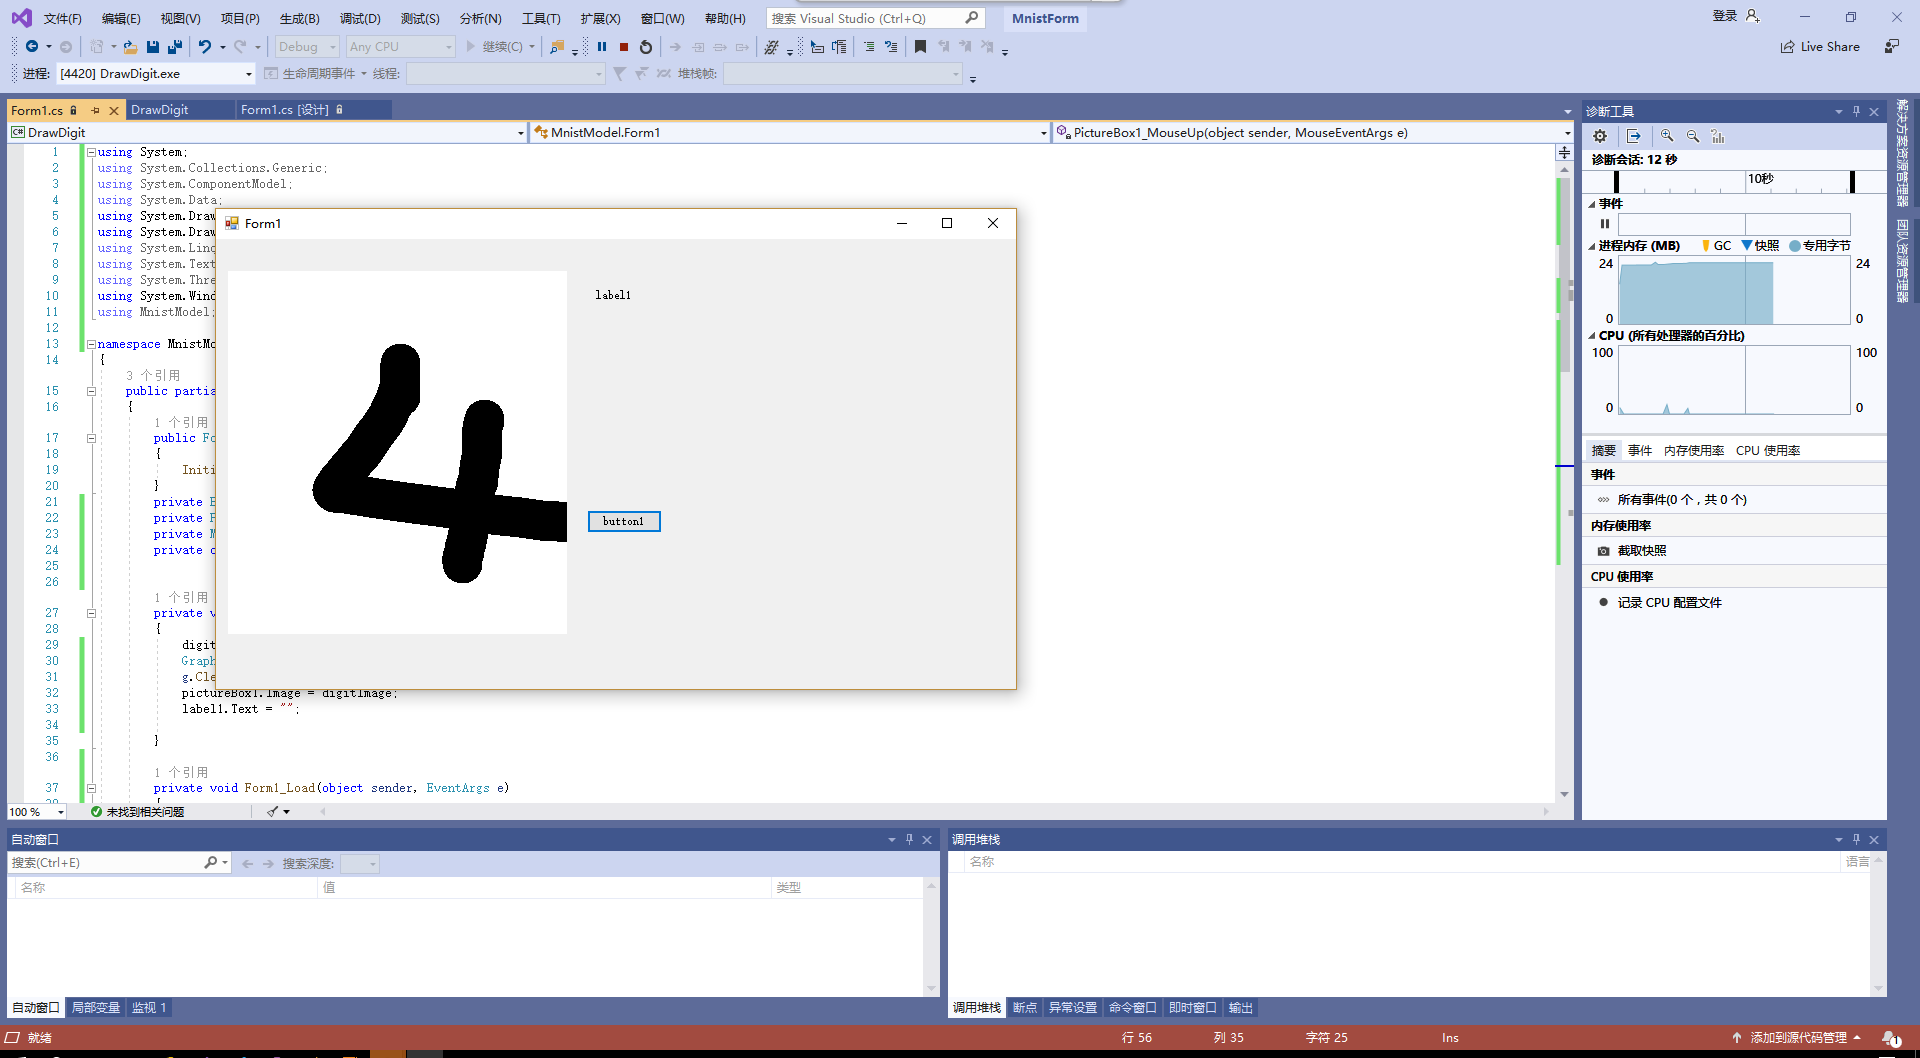 文件(F) 编辑(E) 视图(V) 项目(P) 生成(B) 调试(D) 测试(S) 分析(N) 工具(T) 扩展(X) 窗口(W) 帮助(H) 搜索 Visual Studio (Ctrl+Q) MnistForm 登录
Debug Any CPU 继续(C) Live Share
进程: [4420] DrawDigit.exe 生命周期事件 线程: 堆栈帧:
Form1.cs DrawDigit Form1.cs [设计]
C# DrawDigit MnistModel.Form1 PictureBox1_MouseUp(object sender, MouseEventArgs e)
1 using System;
2 using System.Collections.Generic;
3 using System.ComponentModel;
4 using System.Data;
5 using System.Draw
6 using System.Draw
7 using System.Linq
8 using System.Text
9 using System.Thre
10 using System.Wind
11 using MnistModel;
12
13 namespace MnistMo
14 {
3 个引用
15 public partia
16 {
1 个引用
17 public Fo
18 {
19 Initi
20 }
21 private
22 private
23 private
24 private
25
26
1 个引用
27 private v
28 {
29 digit
30 Graph
31 g.Cle
32 pictureBox1.Image = digitImage;
33 label1.Text = "";
34
35 }
36
1 个引用
37 private void Form1_Load(object sender, EventArgs e)
Form1
4
label1
button1
100 % 未找到相关问题
诊断工具
诊断会话: 12 秒
10秒
事件
进程内存 (MB) GC 快照 专用字节
24 24
0 0
CPU (所有处理器的百分比)
100 100
0 0
摘要 事件 内存使用率 CPU 使用率
事件
所有事件(0 个，共 0 个)
内存使用率
截取快照
CPU 使用率
记录 CPU 配置文件
解决方案资源管理器
团队资源管理器
自动窗口
搜索(Ctrl+E) 搜索深度:
名称 值 类型
自动窗口 局部变量 监视 1
调用堆栈
名称 语言
调用堆栈 断点 异常设置 命令窗口 即时窗口 输出
就绪 行 56 列 35 字符 25 Ins 添加到源代码管理 1